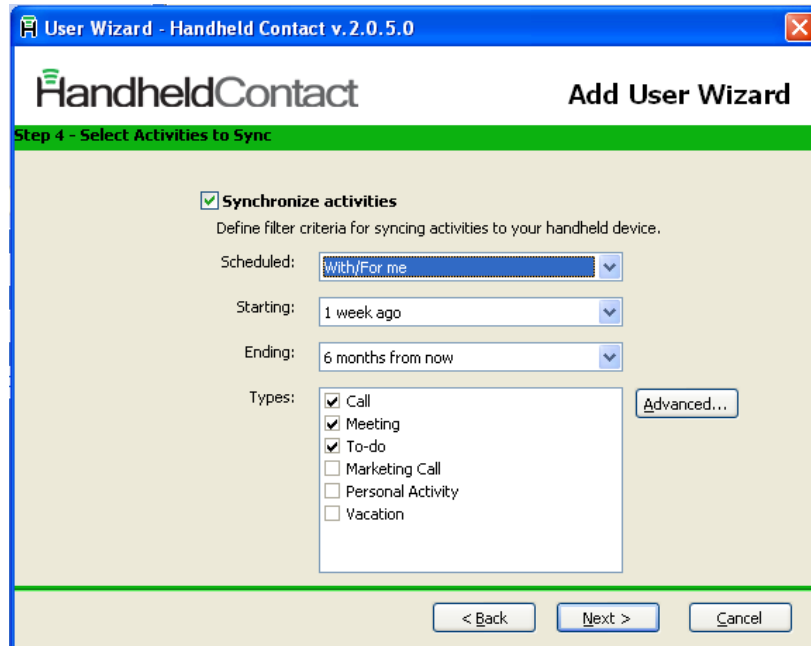 User Wizard - Handheld Contact v.2.0.5.0
HandheldContact
Add User Wizard
Step 4 - Select Activities to Sync
Synchronize activities
Define filter criteria for syncing activities to your handheld device.
Scheduled: With/For me
Starting: 1 week ago
Ending: 6 months from now
Types: Call
Advanced...
Meeting
To-do
Marketing Call
Personal Activity
Vacation
< Back Next > Cancel